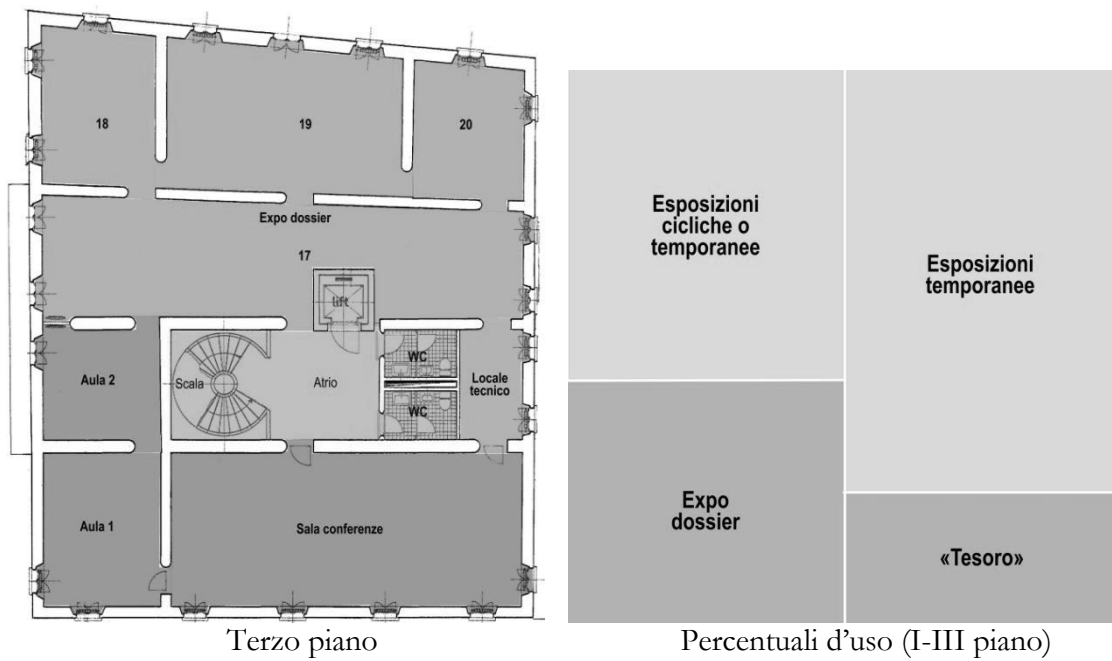 18
19
20
Expo dossier
17
lift
Aula 2
Scala
Atrio
WC
WC
Locale
tecnico
Aula 1
Sala conferenze
Terzo piano
Esposizioni
cicliche o
temporanee
Esposizioni
temporanee
Expo
dossier
«Tesoro»
Percentuali d’uso (I-III piano)